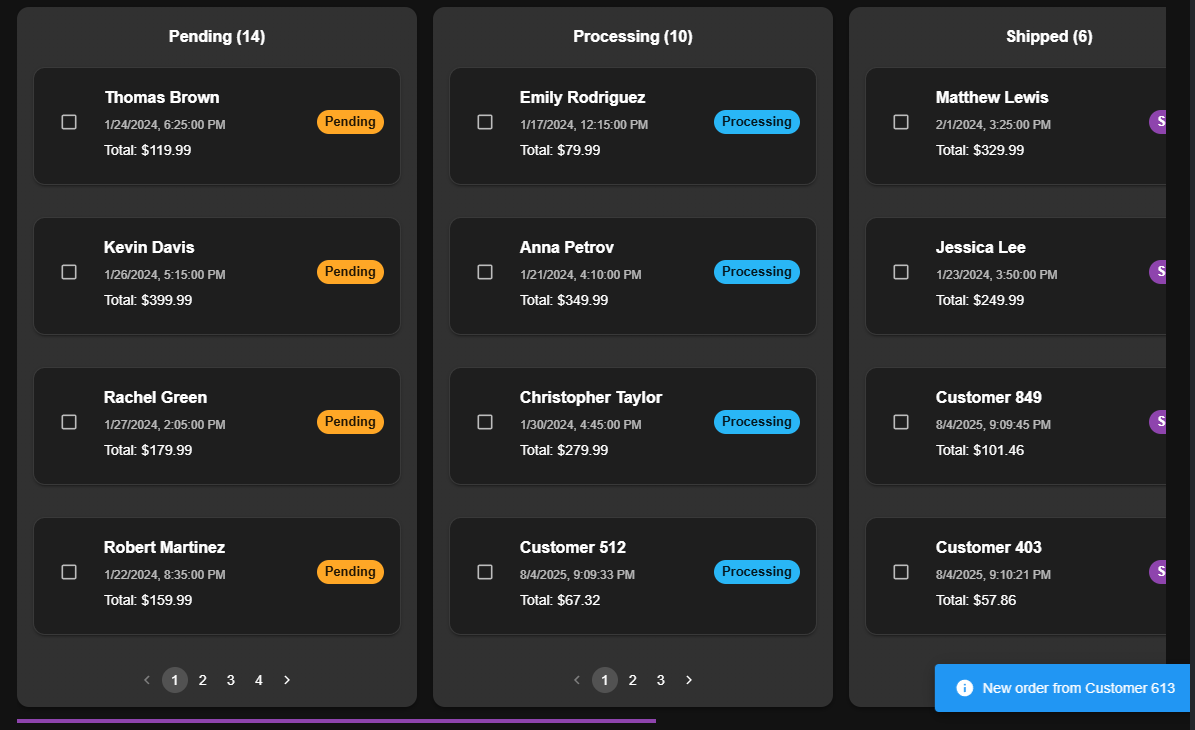 Pending (14)
Thomas Brown
1/24/2024, 6:25:00 PM
Total: $119.99
Pending
Kevin Davis
1/26/2024, 5:15:00 PM
Total: $399.99
Pending
Rachel Green
1/27/2024, 2:05:00 PM
Total: $179.99
Pending
Robert Martinez
1/22/2024, 8:35:00 PM
Total: $159.99
Pending
1 2 3 4
Processing (10)
Emily Rodriguez
1/17/2024, 12:15:00 PM
Total: $79.99
Processing
Anna Petrov
1/21/2024, 4:10:00 PM
Total: $349.99
Processing
Christopher Taylor
1/30/2024, 4:45:00 PM
Total: $279.99
Processing
Customer 512
8/4/2025, 9:09:33 PM
Total: $67.32
Processing
1 2 3
Shipped (6)
Matthew Lewis
2/1/2024, 3:25:00 PM
Total: $329.99
S
Jessica Lee
1/23/2024, 3:50:00 PM
Total: $249.99
S
Customer 849
8/4/2025, 9:09:45 PM
Total: $101.46
S
Customer 403
8/4/2025, 9:10:21 PM
Total: $57.86
S
New order from Customer 613